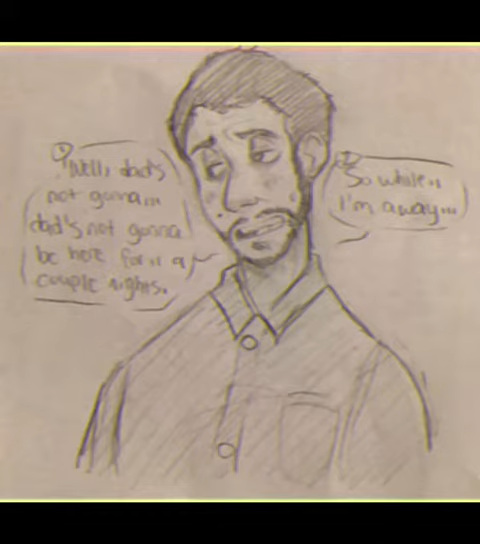 "Well, dad's
not gonna...
dad's not gonna
be here for.. a
couple nights.
So while..
I'm away...